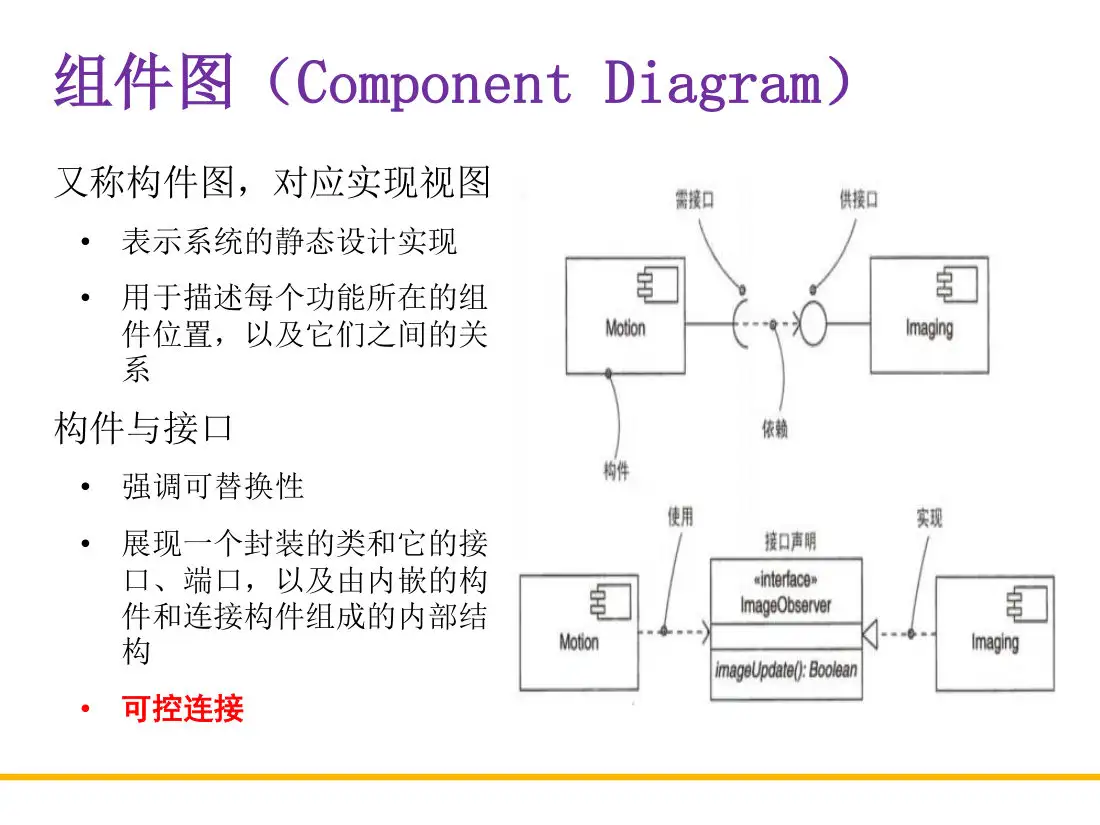 组件图（Component Diagram）
又称构件图，对应实现视图
• 表示系统的静态设计实现
• 用于描述每个功能所在的组
件位置，以及它们之间的关
系
构件与接口
• 强调可替换性
• 展现一个封装的类和它的接
口、端口，以及由内嵌的构
件和连接构件组成的内部结
构
• 可控连接
需接口
供接口
Motion
Imaging
依赖
构件
使用
接口声明
实现
«interface»
ImageObserver
imageUpdate(): Boolean
Motion
Imaging